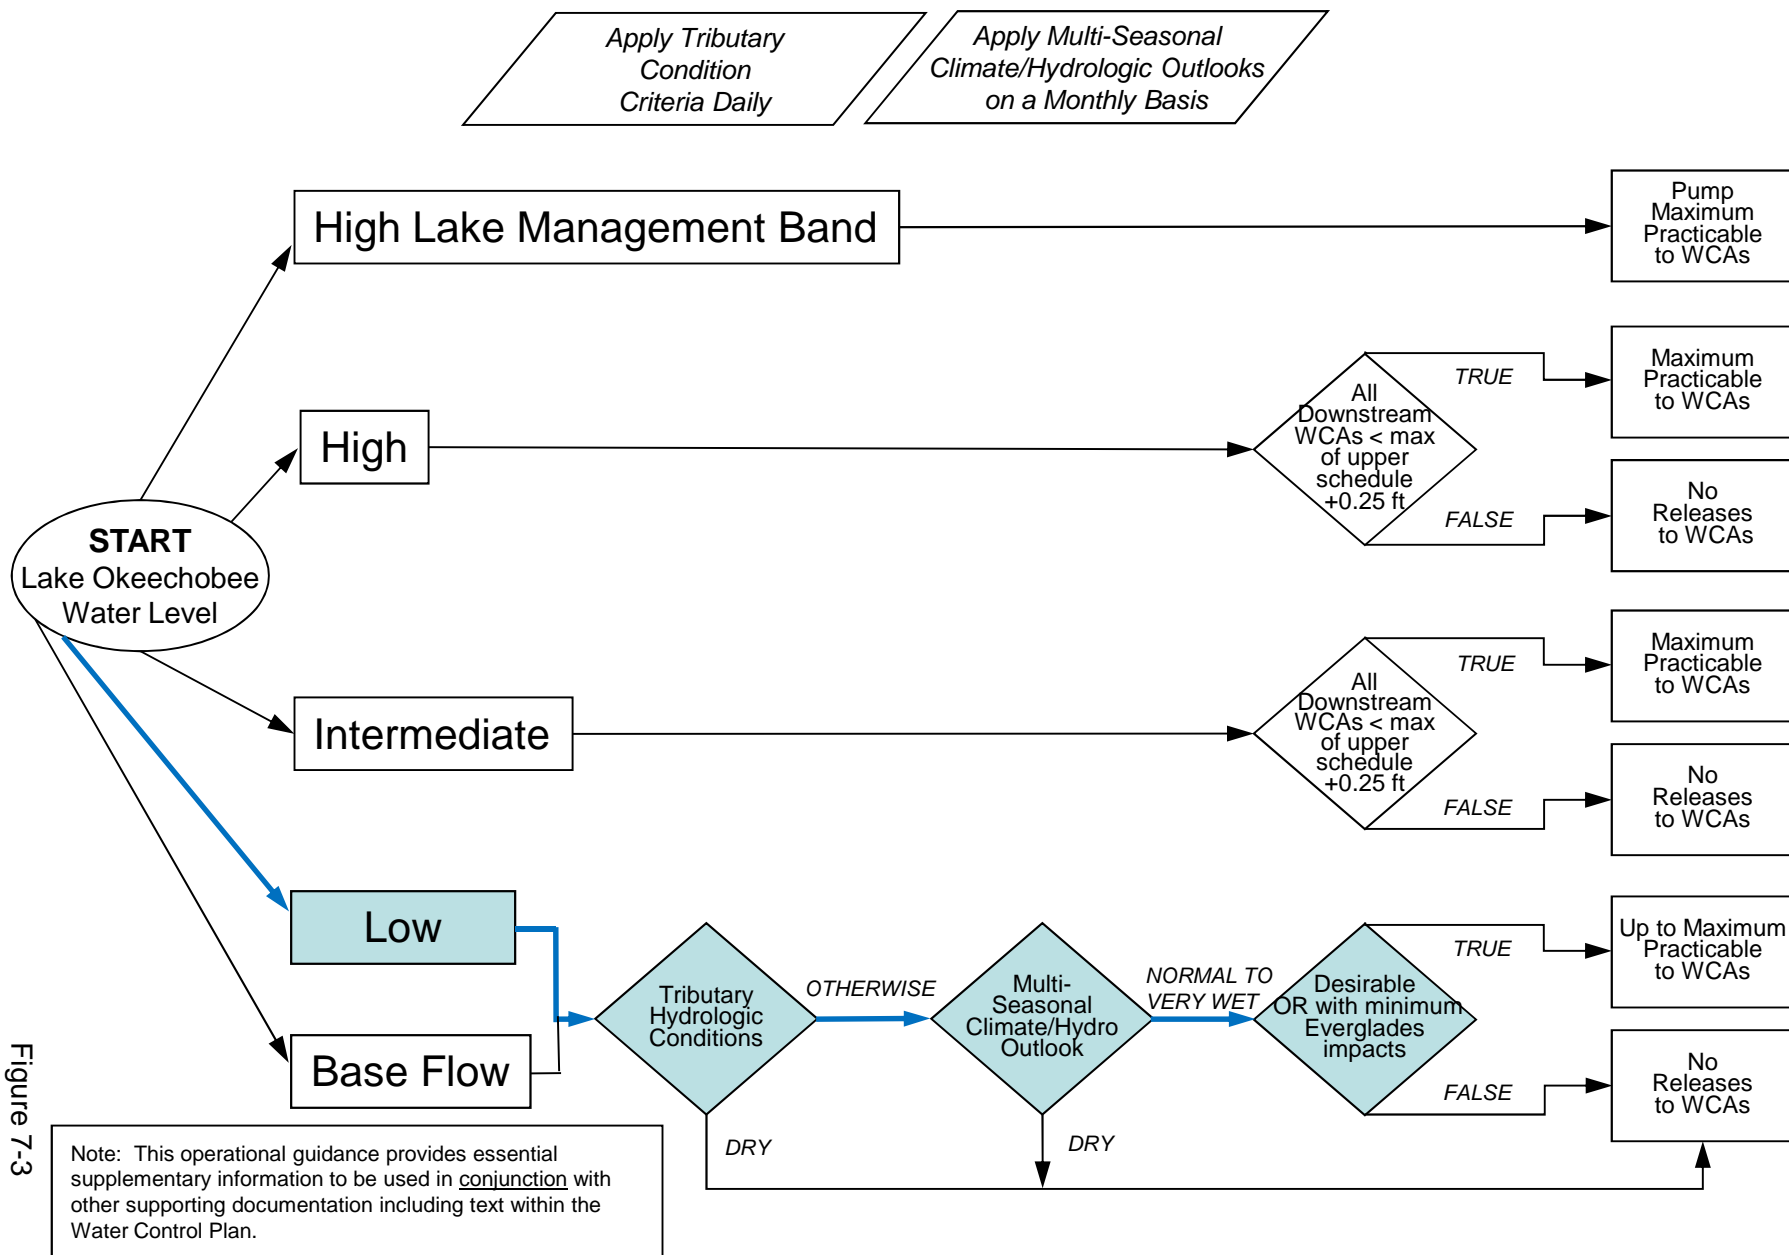 Apply Tributary
Condition
Criteria Daily
Apply Multi-Seasonal
Climate/Hydrologic Outlooks
on a Monthly Basis
High Lake Management Band
Pump
Maximum
Practicable
to WCAs
High
All
Downstream
WCAs < max
of upper
schedule
+0.25 ft
TRUE
Maximum
Practicable
to WCAs
FALSE
No
Releases
to WCAs
START
Lake Okeechobee
Water Level
Intermediate
All
Downstream
WCAs < max
of upper
schedule
+0.25 ft
TRUE
Maximum
Practicable
to WCAs
FALSE
No
Releases
to WCAs
Low
Base Flow
Tributary
Hydrologic
Conditions
OTHERWISE
DRY
Multi-
Seasonal
Climate/Hydro
Outlook
NORMAL TO
VERY WET
DRY
Desirable
OR with minimum
Everglades
impacts
TRUE
Up to Maximum
Practicable
to WCAs
FALSE
No
Releases
to WCAs
Figure 7-3
Note: This operational guidance provides essential
supplementary information to be used in conjunction with
other supporting documentation including text within the
Water Control Plan.